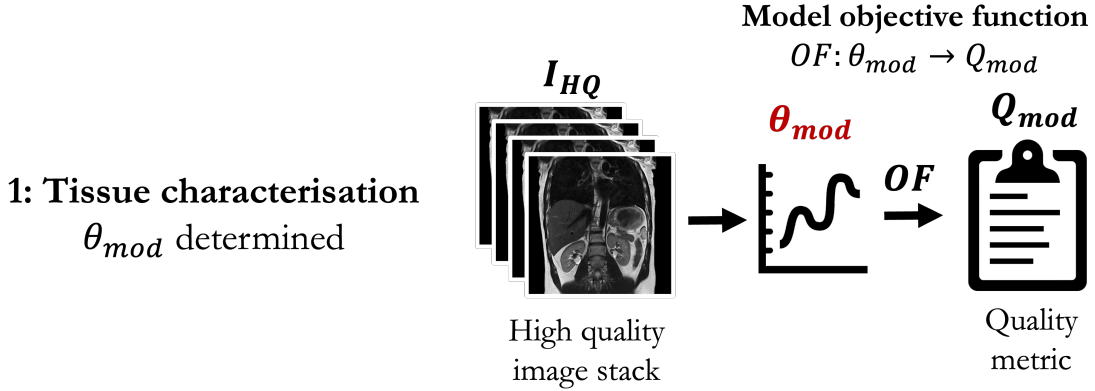 Model objective function
OF: θmod → Qmod
IHQ
θmod
Qmod
OF
1: Tissue characterisation
θmod determined
High quality
image stack
Quality
metric